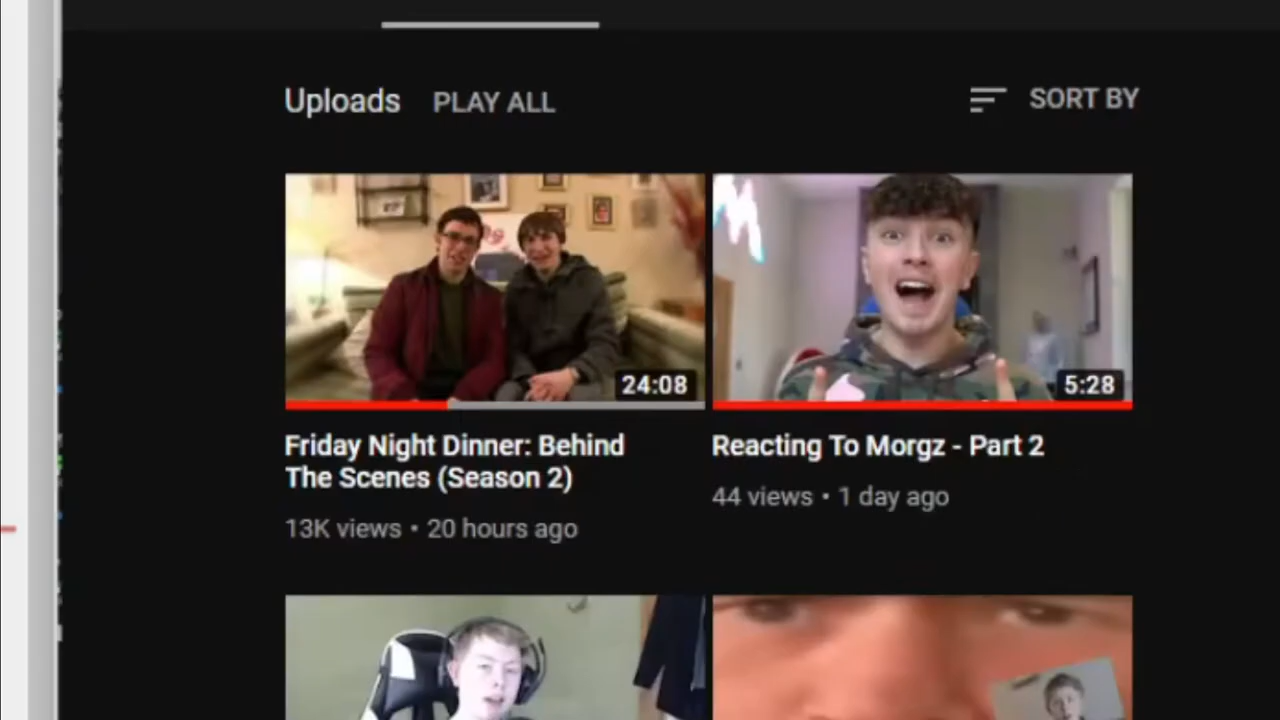 Uploads PLAY ALL SORT BY
24:08 5:28
Friday Night Dinner: Behind
The Scenes (Season 2)
13K views • 20 hours ago
Reacting To Morgz - Part 2
44 views • 1 day ago